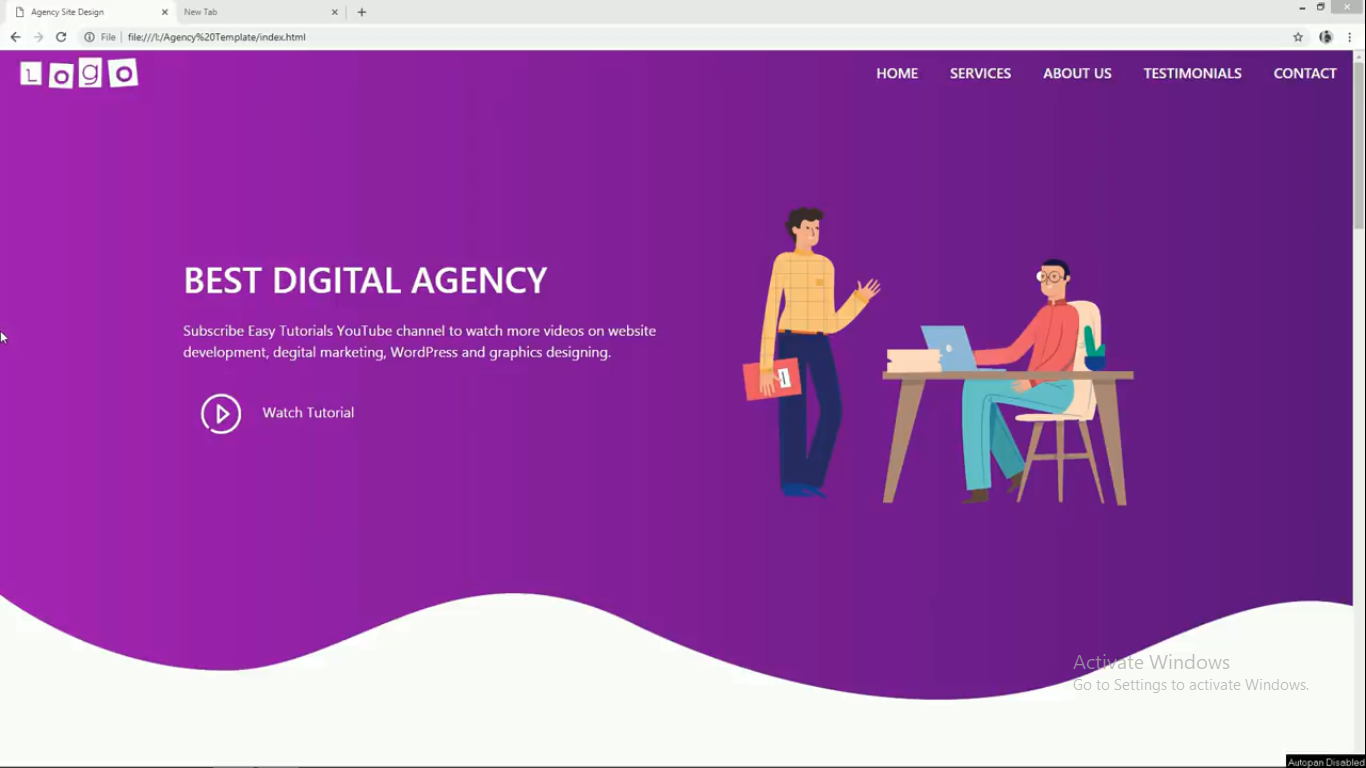 Agency Site Design
New Tab
File
file:///I:/Agency%20Template/index.html
Logo
HOME
SERVICES
ABOUT US
TESTIMONIALS
CONTACT
BEST DIGITAL AGENCY
Subscribe Easy Tutorials YouTube channel to watch more videos on website
development, degital marketing, WordPress and graphics designing.
Watch Tutorial
Activate Windows
Go to Settings to activate Windows.
Autopan Disabled